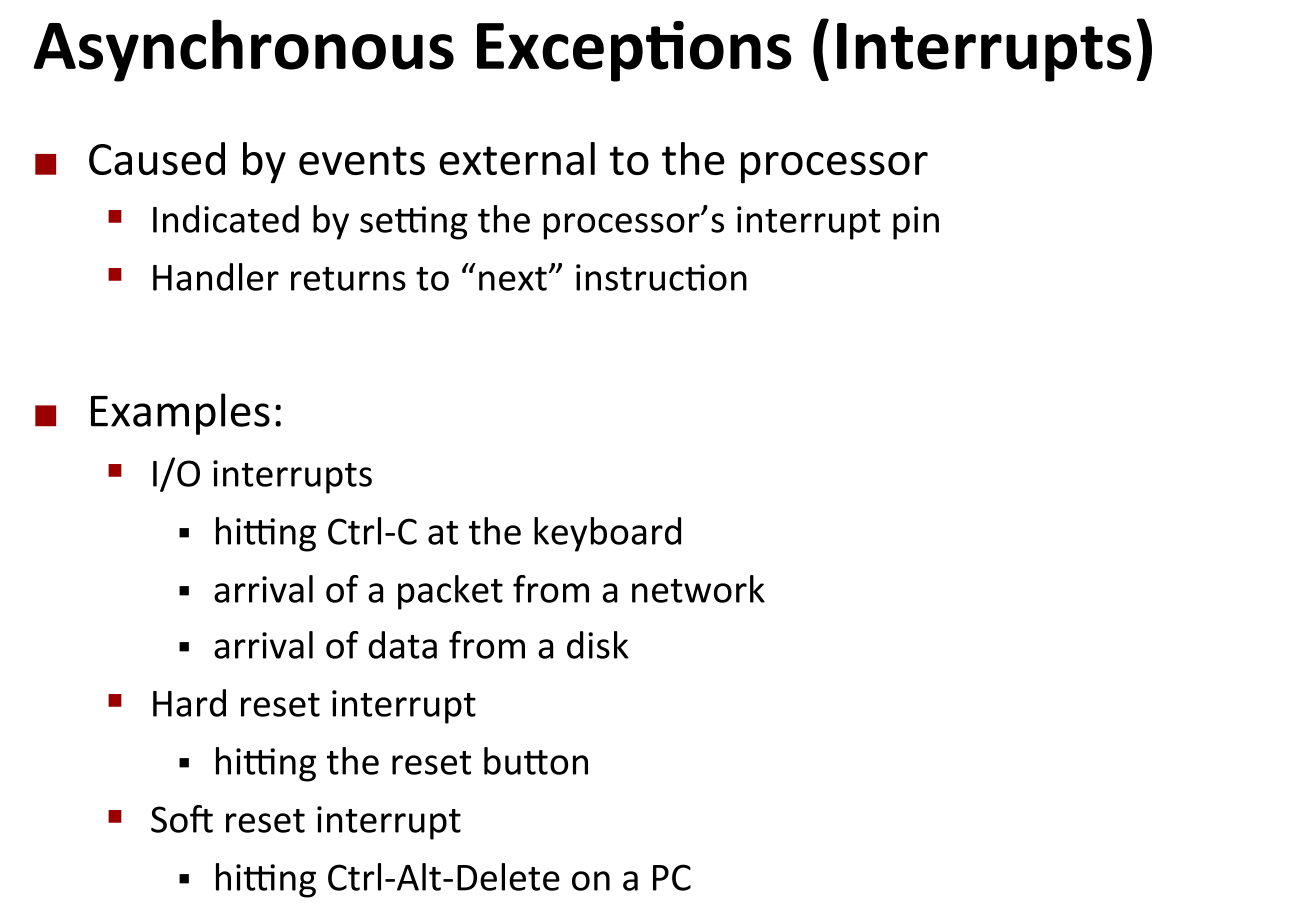 Asynchronous Exceptions (Interrupts)
■ Caused by events external to the processor
▪ Indicated by setting the processor’s interrupt pin
▪ Handler returns to “next” instruction
■ Examples:
▪ I/O interrupts
▪ hitting Ctrl-C at the keyboard
▪ arrival of a packet from a network
▪ arrival of data from a disk
▪ Hard reset interrupt
▪ hitting the reset button
▪ Soft reset interrupt
▪ hitting Ctrl-Alt-Delete on a PC